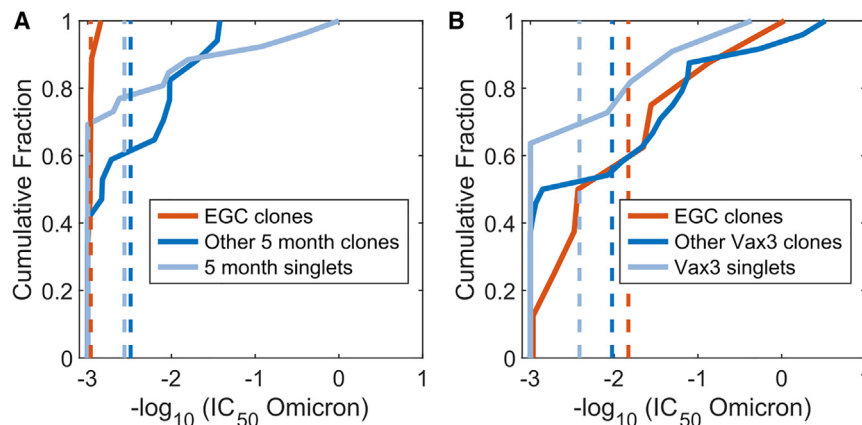 A
B
Cumulative Fraction
1
0.8
0.6
0.4
0.2
0
EGC clones
Other 5 month clones
5 month singlets
-3 -2 -1 0 1
-log10 (IC50 Omicron)
Cumulative Fraction
1
0.8
0.6
0.4
0.2
0
EGC clones
Other Vax3 clones
Vax3 singlets
-3 -2 -1 0 1
-log10 (IC50 Omicron)